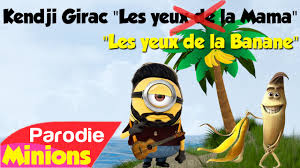 Kendji Girac "Les yeux de la Mama"
"Les yeux de la Banane"
Parodie
Minions